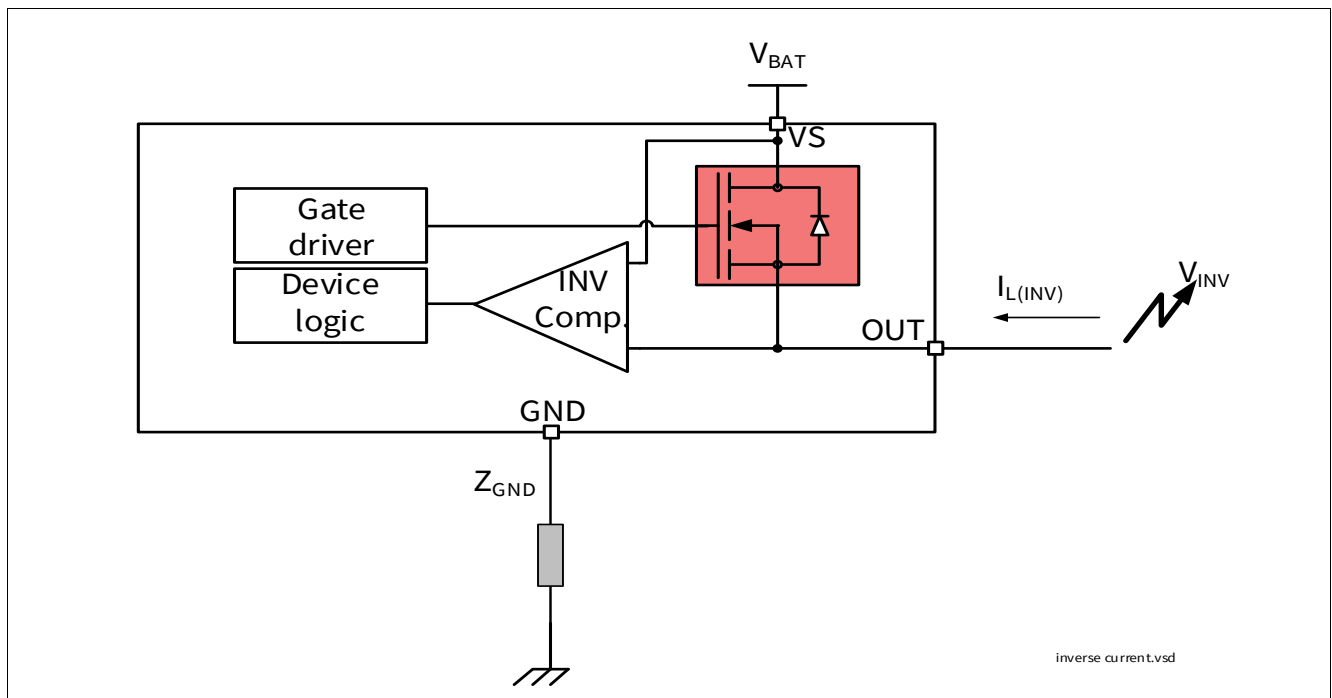 VBAT
VS
Gate
driver
Device
logic
INV
Comp.
IL(INV)
VINV
OUT
GND
ZGND
inverse current.vsd